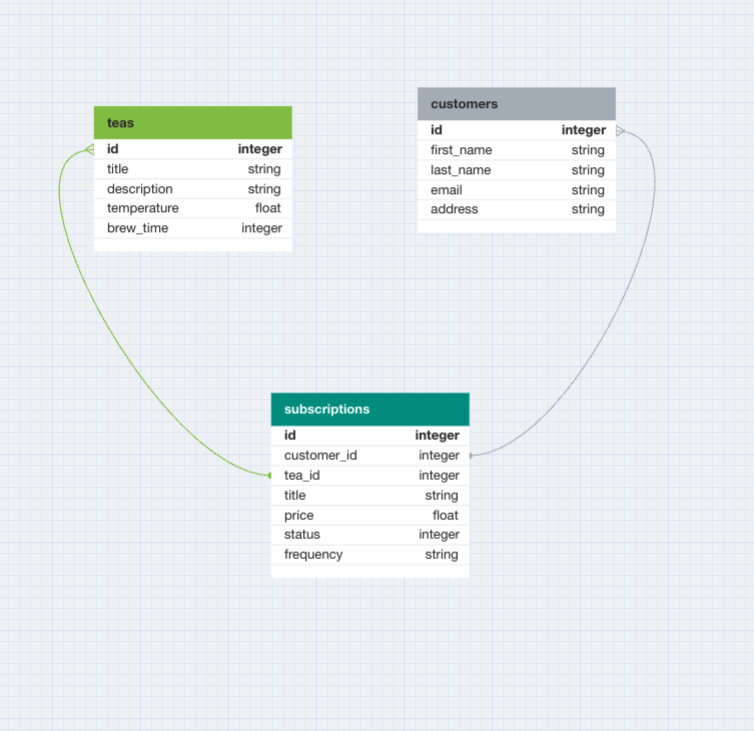 teas
id integer
title string
description string
temperature float
brew_time integer
customers
id integer
first_name string
last_name string
email string
address string
subscriptions
id integer
customer_id integer
tea_id integer
title string
price float
status integer
frequency string